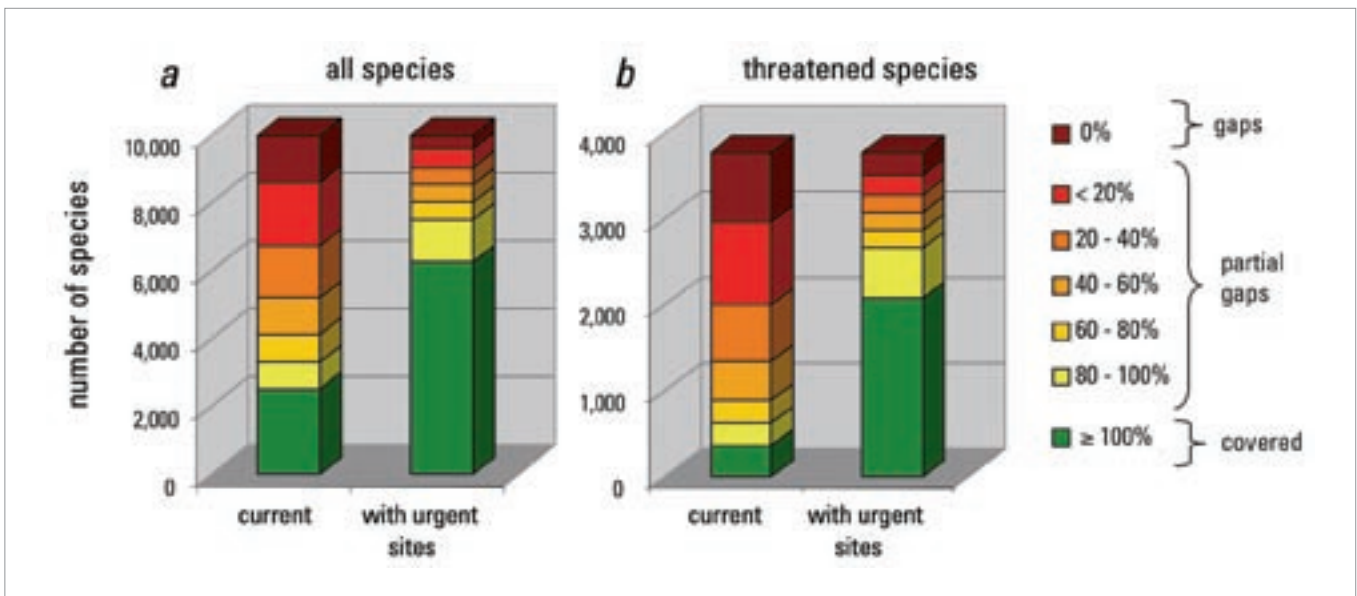 a
all species
number of species
10,000
8,000
6,000
4,000
2,000
0
current
with urgent
sites
b
threatened species
4,000
3,000
2,000
1,000
0
current
with urgent
sites
0%
gaps
< 20%
20 - 40%
40 - 60%
60 - 80%
80 - 100%
partial
gaps
≥ 100%
covered